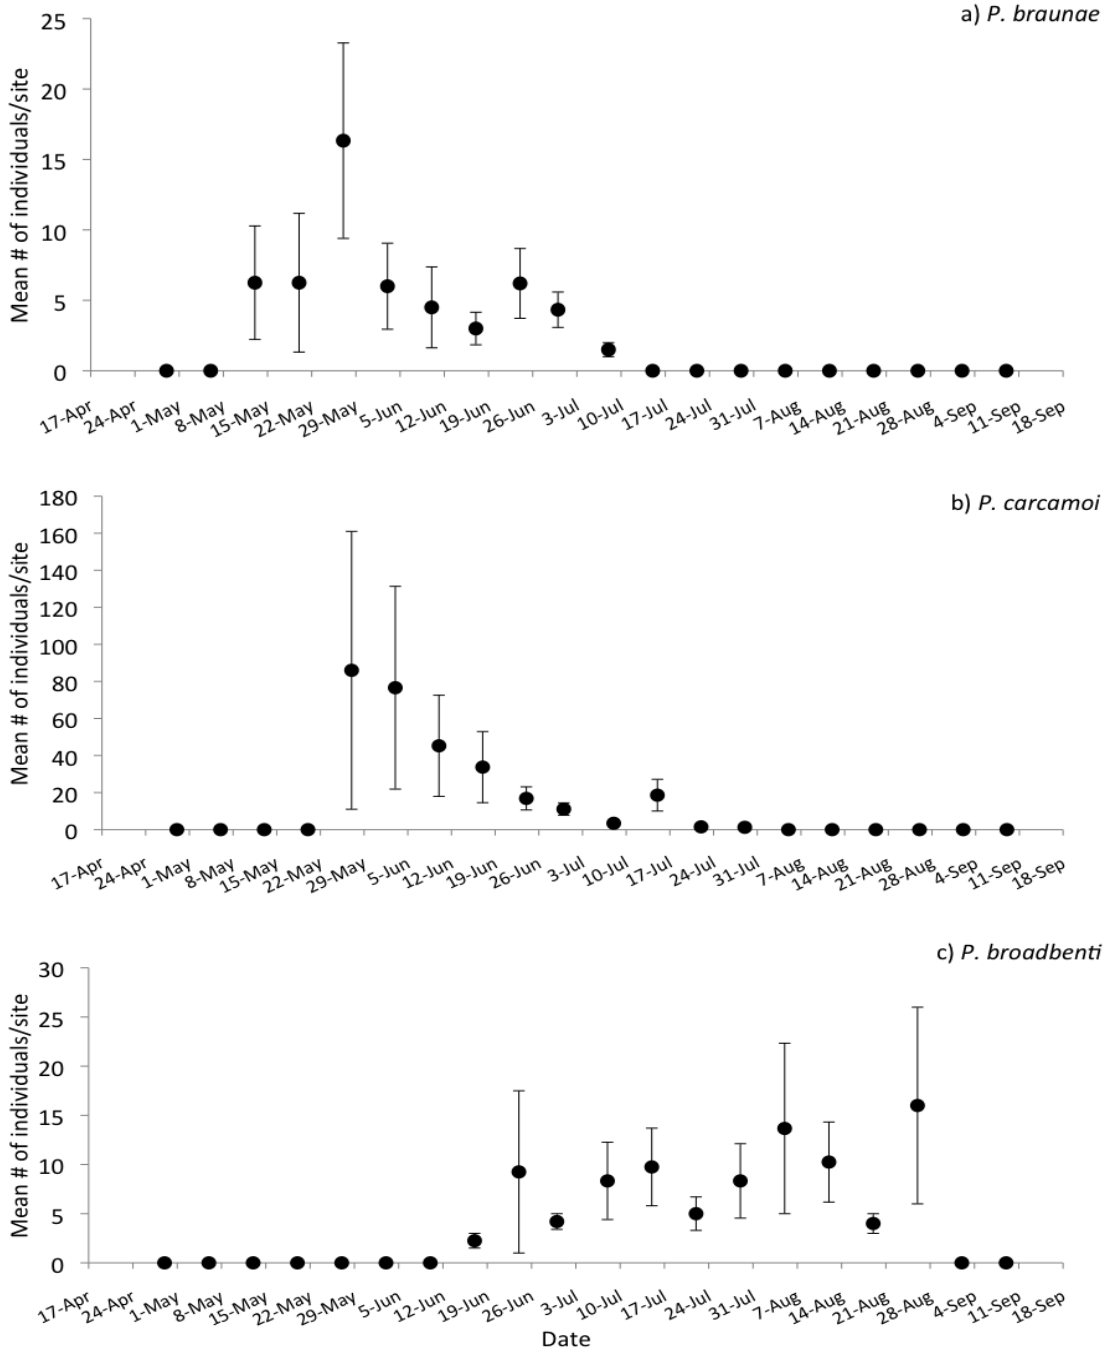 a) P. braunae
Mean # of individuals/site
25
20
15
10
5
0
17-Apr 24-Apr 1-May 8-May 15-May 22-May 29-May 5-Jun 12-Jun 19-Jun 26-Jun 3-Jul 10-Jul 17-Jul 24-Jul 31-Jul 7-Aug 14-Aug 21-Aug 28-Aug 4-Sep 11-Sep 18-Sep
b) P. carcamoi
Mean # of individuals/site
180
160
140
120
100
80
60
40
20
0
17-Apr 24-Apr 1-May 8-May 15-May 22-May 29-May 5-Jun 12-Jun 19-Jun 26-Jun 3-Jul 10-Jul 17-Jul 24-Jul 31-Jul 7-Aug 14-Aug 21-Aug 28-Aug 4-Sep 11-Sep 18-Sep
c) P. broadbenti
Mean # of individuals/site
30
25
20
15
10
5
0
17-Apr 24-Apr 1-May 8-May 15-May 22-May 29-May 5-Jun 12-Jun 19-Jun 26-Jun 3-Jul 10-Jul 17-Jul 24-Jul 31-Jul 7-Aug 14-Aug 21-Aug 28-Aug 4-Sep 11-Sep 18-Sep
Date